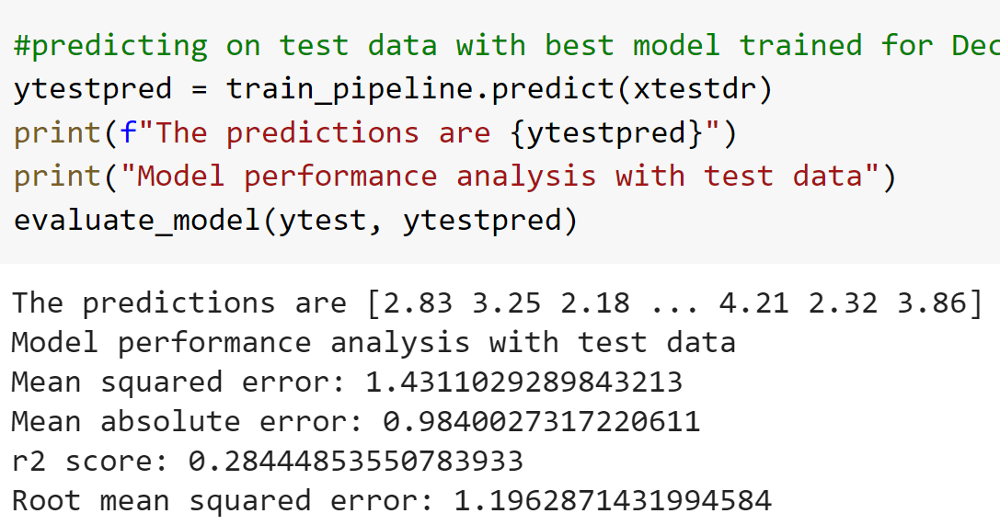 #predicting on test data with best model trained for Dec
ytestpred = train_pipeline.predict(xtestdr)
print(f"The predictions are {ytestpred}")
print("Model performance analysis with test data")
evaluate_model(ytest, ytestpred)
The predictions are [2.83 3.25 2.18 ... 4.21 2.32 3.86]
Model performance analysis with test data
Mean squared error: 1.4311029289843213
Mean absolute error: 0.9840027317220611
r2 score: 0.28444853550783933
Root mean squared error: 1.1962871431994584